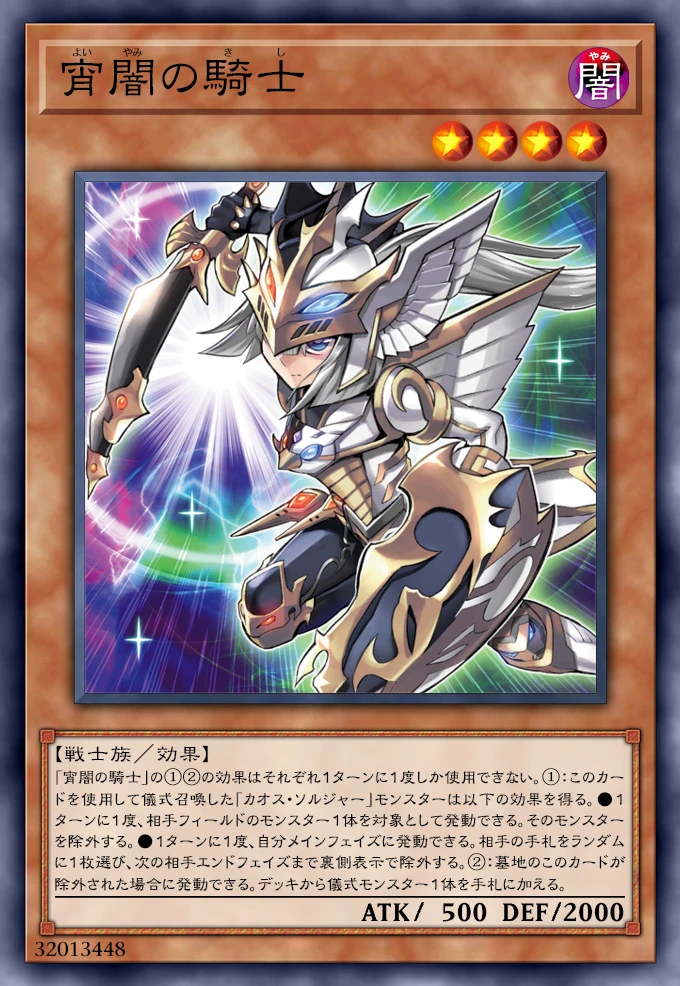 よいやみ き し
宵闇の騎士
やみ
闇
【戦士族／効果】
「宵闇の騎士」の①②の効果はそれぞれ1ターンに1度しか使用できない。①：このカー
ドを使用して儀式召喚した「カオス・ソルジャー」モンスターは以下の効果を得る。●1
ターンに1度、相手フィールドのモンスター1体を対象として発動できる。そのモンスター
を除外する。●1ターンに1度、自分メインフェイズに発動できる。相手の手札をランダム
に1枚選び、次の相手エンドフェイズまで裏側表示で除外する。②：墓地のこのカードが
除外された場合に発動できる。デッキから儀式モンスター1体を手札に加える。
ATK/ 500 DEF/2000
32013448